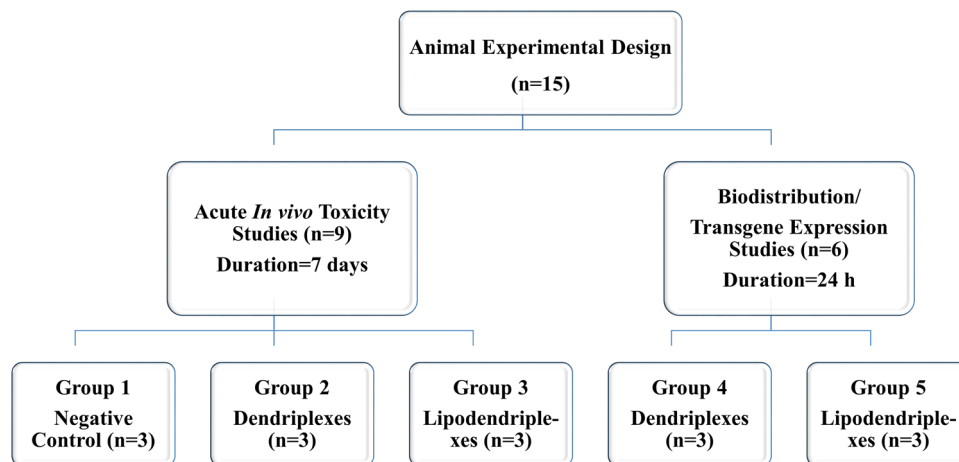 Animal Experimental Design
(n=15)
Acute In vivo Toxicity
Studies (n=9)
Duration=7 days
Biodistribution/
Transgene Expression
Studies (n=6)
Duration=24 h
Group 1
Negative
Control (n=3)
Group 2
Dendriplexes
(n=3)
Group 3
Lipodendriple-
xes (n=3)
Group 4
Dendriplexes
(n=3)
Group 5
Lipodendriple-
xes (n=3)